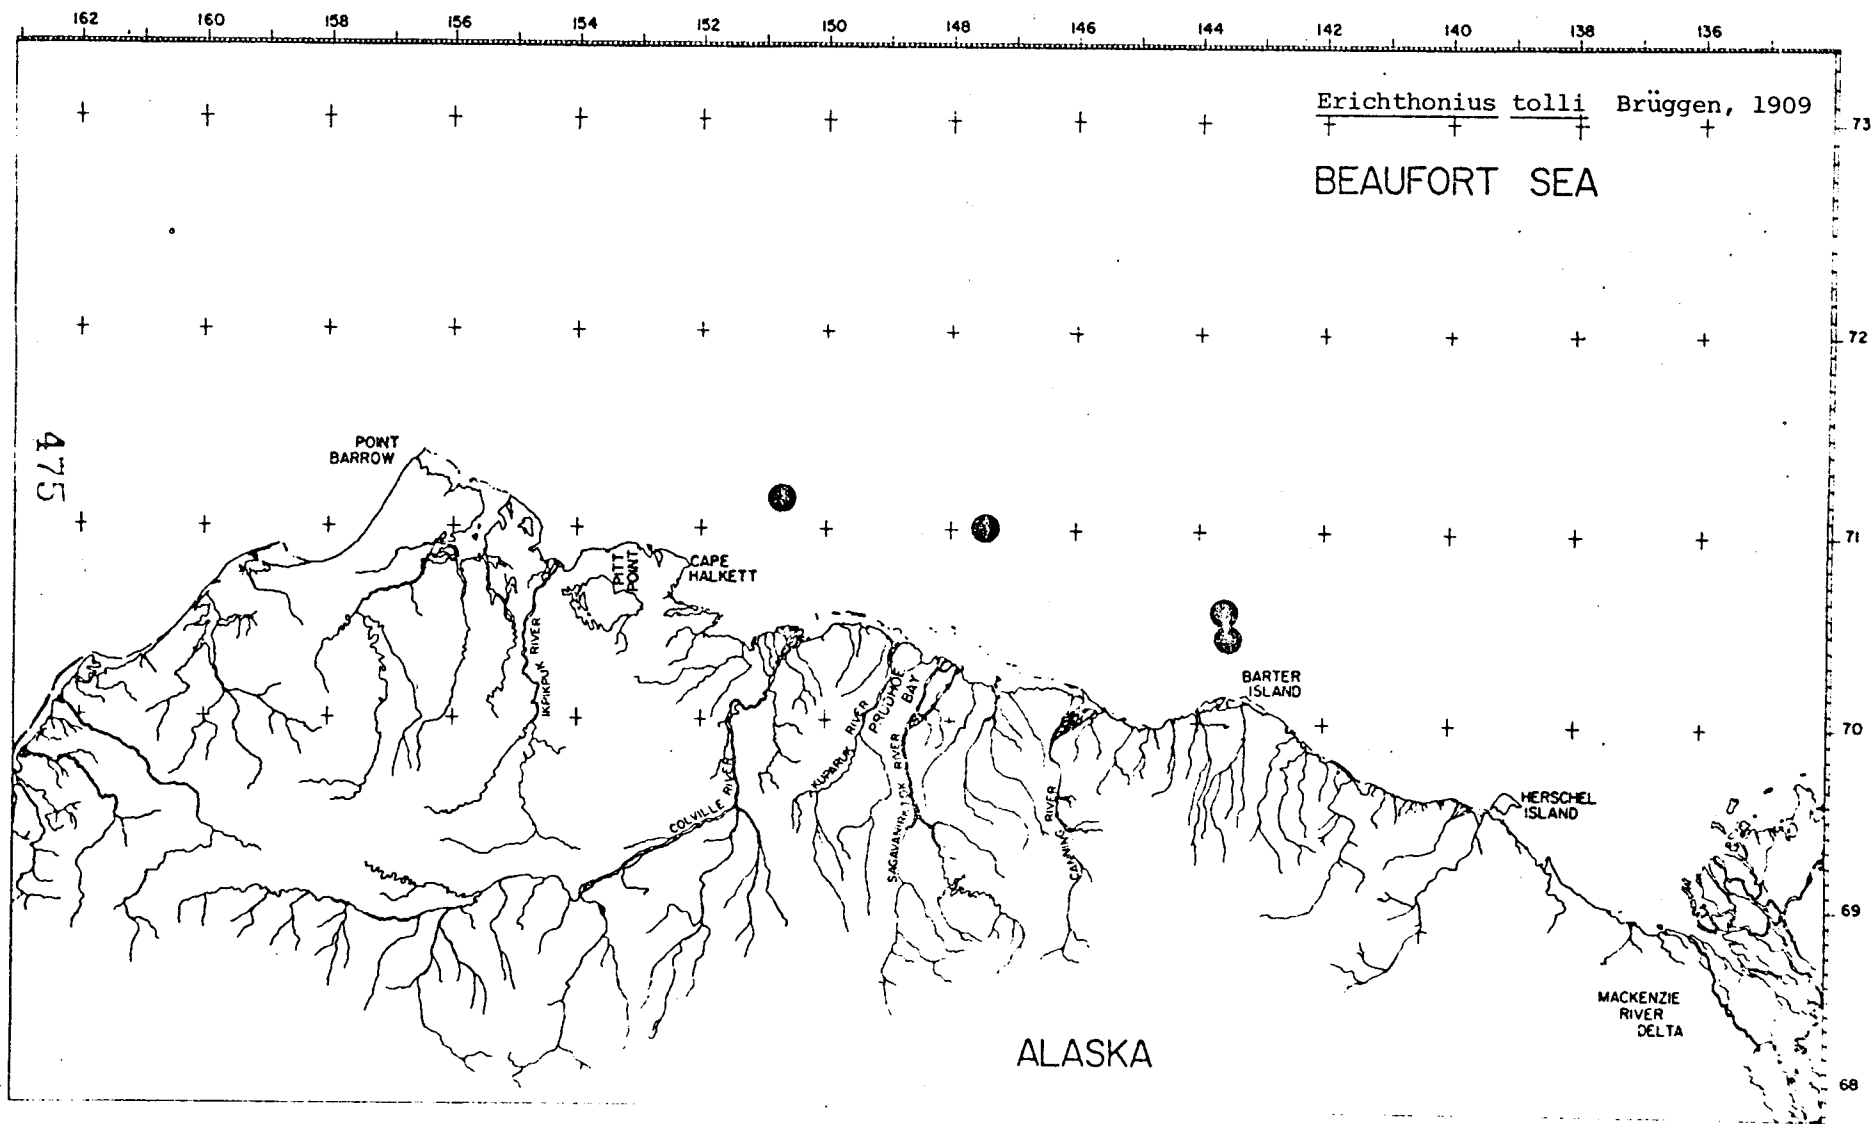 162 160 158 156 154 152 150 148 146 144 142 140 138 136
Erichthonius tolli Brüggen, 1909
73
BEAUFORT SEA
72
475
POINT
BARROW
71
PITT
POINT
CAPE
HALKETT
IKPIKPUK RIVER
BARTER
ISLAND
PRUDHOE
BAY
KUPARUK RIVER
70
COLVILLE RIVER
SAGAVANIRKTOK RIVER
CANNING RIVER
HERSCHEL
ISLAND
69
MACKENZIE
RIVER
DELTA
ALASKA
68